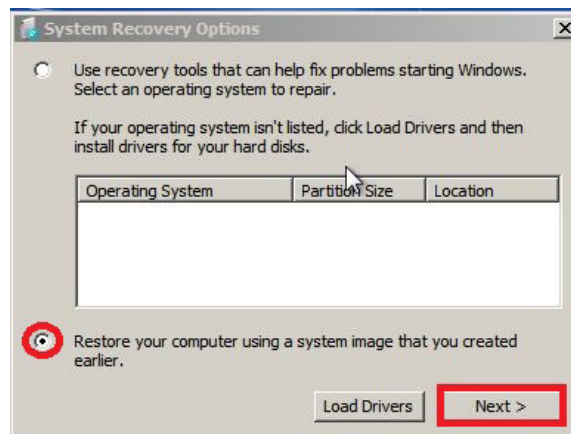 System Recovery Options
Use recovery tools that can help fix problems starting Windows.
Select an operating system to repair.
If your operating system isn't listed, click Load Drivers and then
install drivers for your hard disks.
Operating System Partition Size Location
Restore your computer using a system image that you created
earlier.
Load Drivers Next >